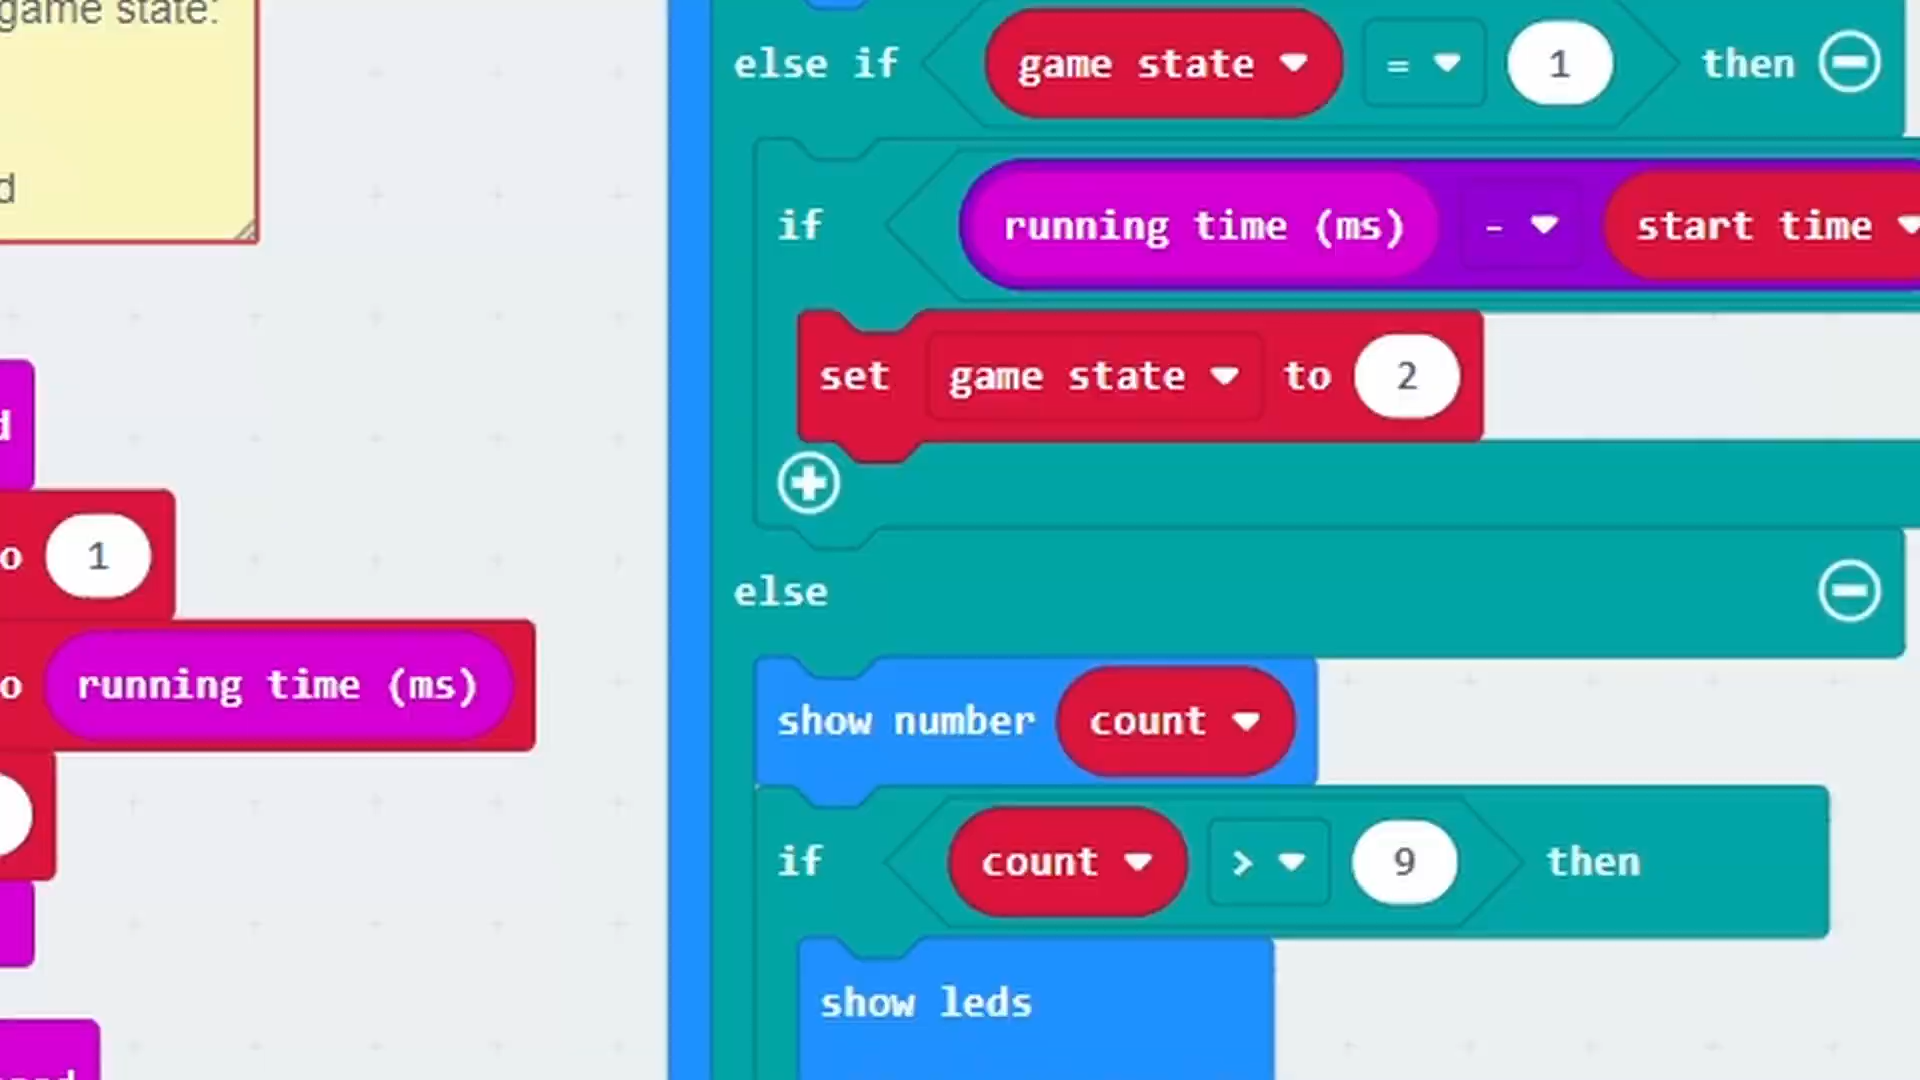 game state:
d
d
o 1
o running time (ms)
else if game state = 1 then
if running time (ms) - start time
set game state to 2
else
show number count
if count > 9 then
show leds